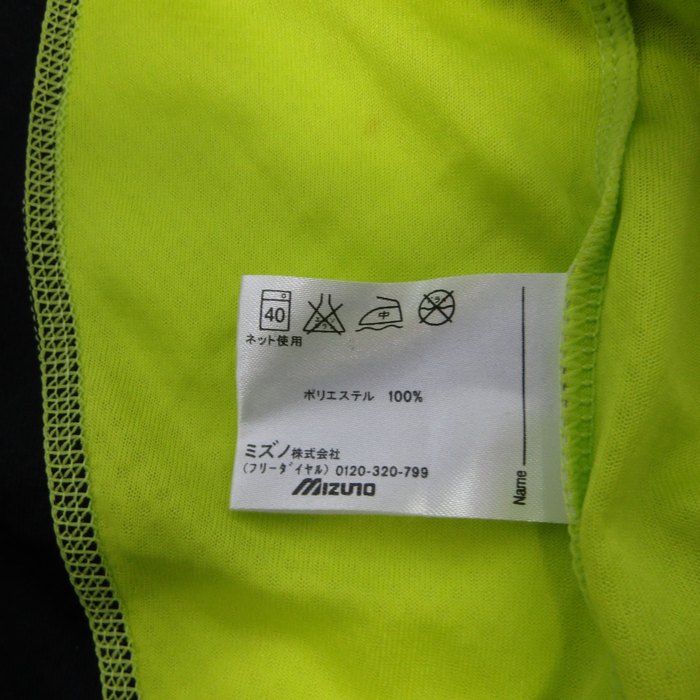 40
中
ネット使用
ポリエステル 100%
ミズノ株式会社
(フリーダイヤル) 0120-320-799
MIZUNO
Name